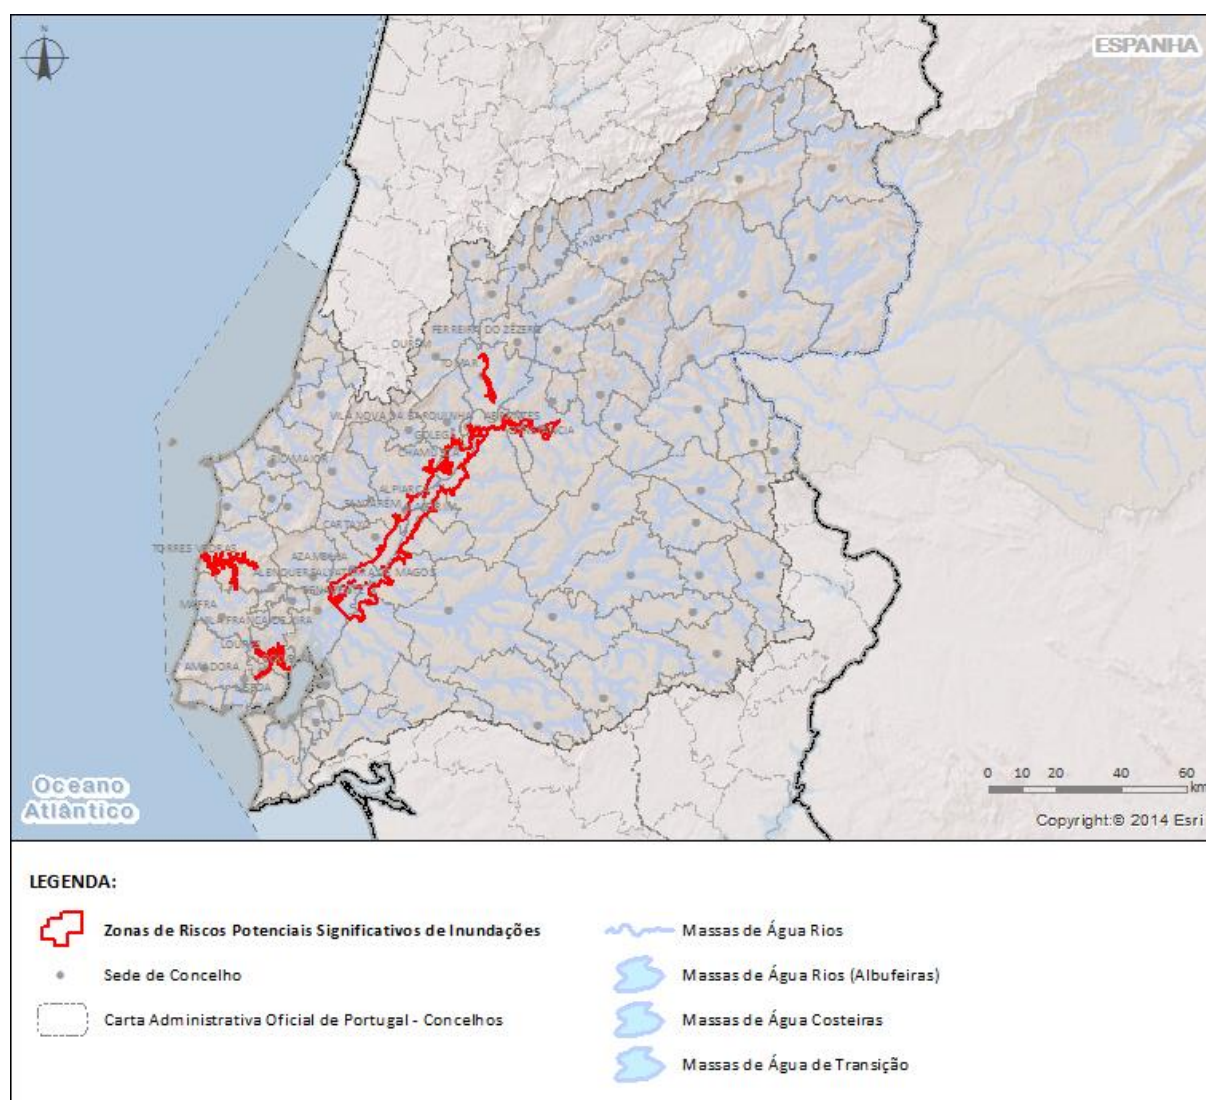 N
ESPANHA
FERREIRA DO ZÊZERE
OURÉM
TOMAR
VILA NOVA DA BARQUINHA
ABRANTES
CONSTÂNCIA
GOLEGÃ
CHAMUSCA
RIO MAIOR
ALPIARÇA
SANTARÉM
ALMEIRIM
CARTAXO
TORRES VEDRAS
AZAMBUJA
ALENQUER
SALVATERRA DE MAGOS
BENAVENTE
MAFRA
VILA FRANCA DE XIRA
LOURES
AMADORA
LISBOA
Oceano
Atlântico
0 10 20 40 60
km
Copyright:© 2014 Esri
LEGENDA:
Zonas de Riscos Potenciais Significativos de Inundações
Sede de Concelho
Carta Administrativa Oficial de Portugal - Concelhos
Massas de Água Rios
Massas de Água Rios (Albufeiras)
Massas de Água Costeiras
Massas de Água de Transição